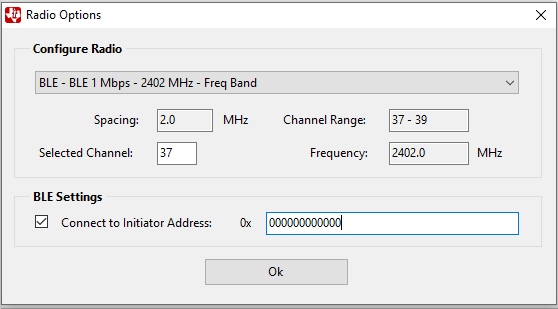 Radio Options
Configure Radio
BLE - BLE 1 Mbps - 2402 MHz - Freq Band
Spacing: 2.0 MHz Channel Range: 37 - 39
Selected Channel: 37 Frequency: 2402.0 MHz
BLE Settings
Connect to Initiator Address: 0x 000000000000
Ok